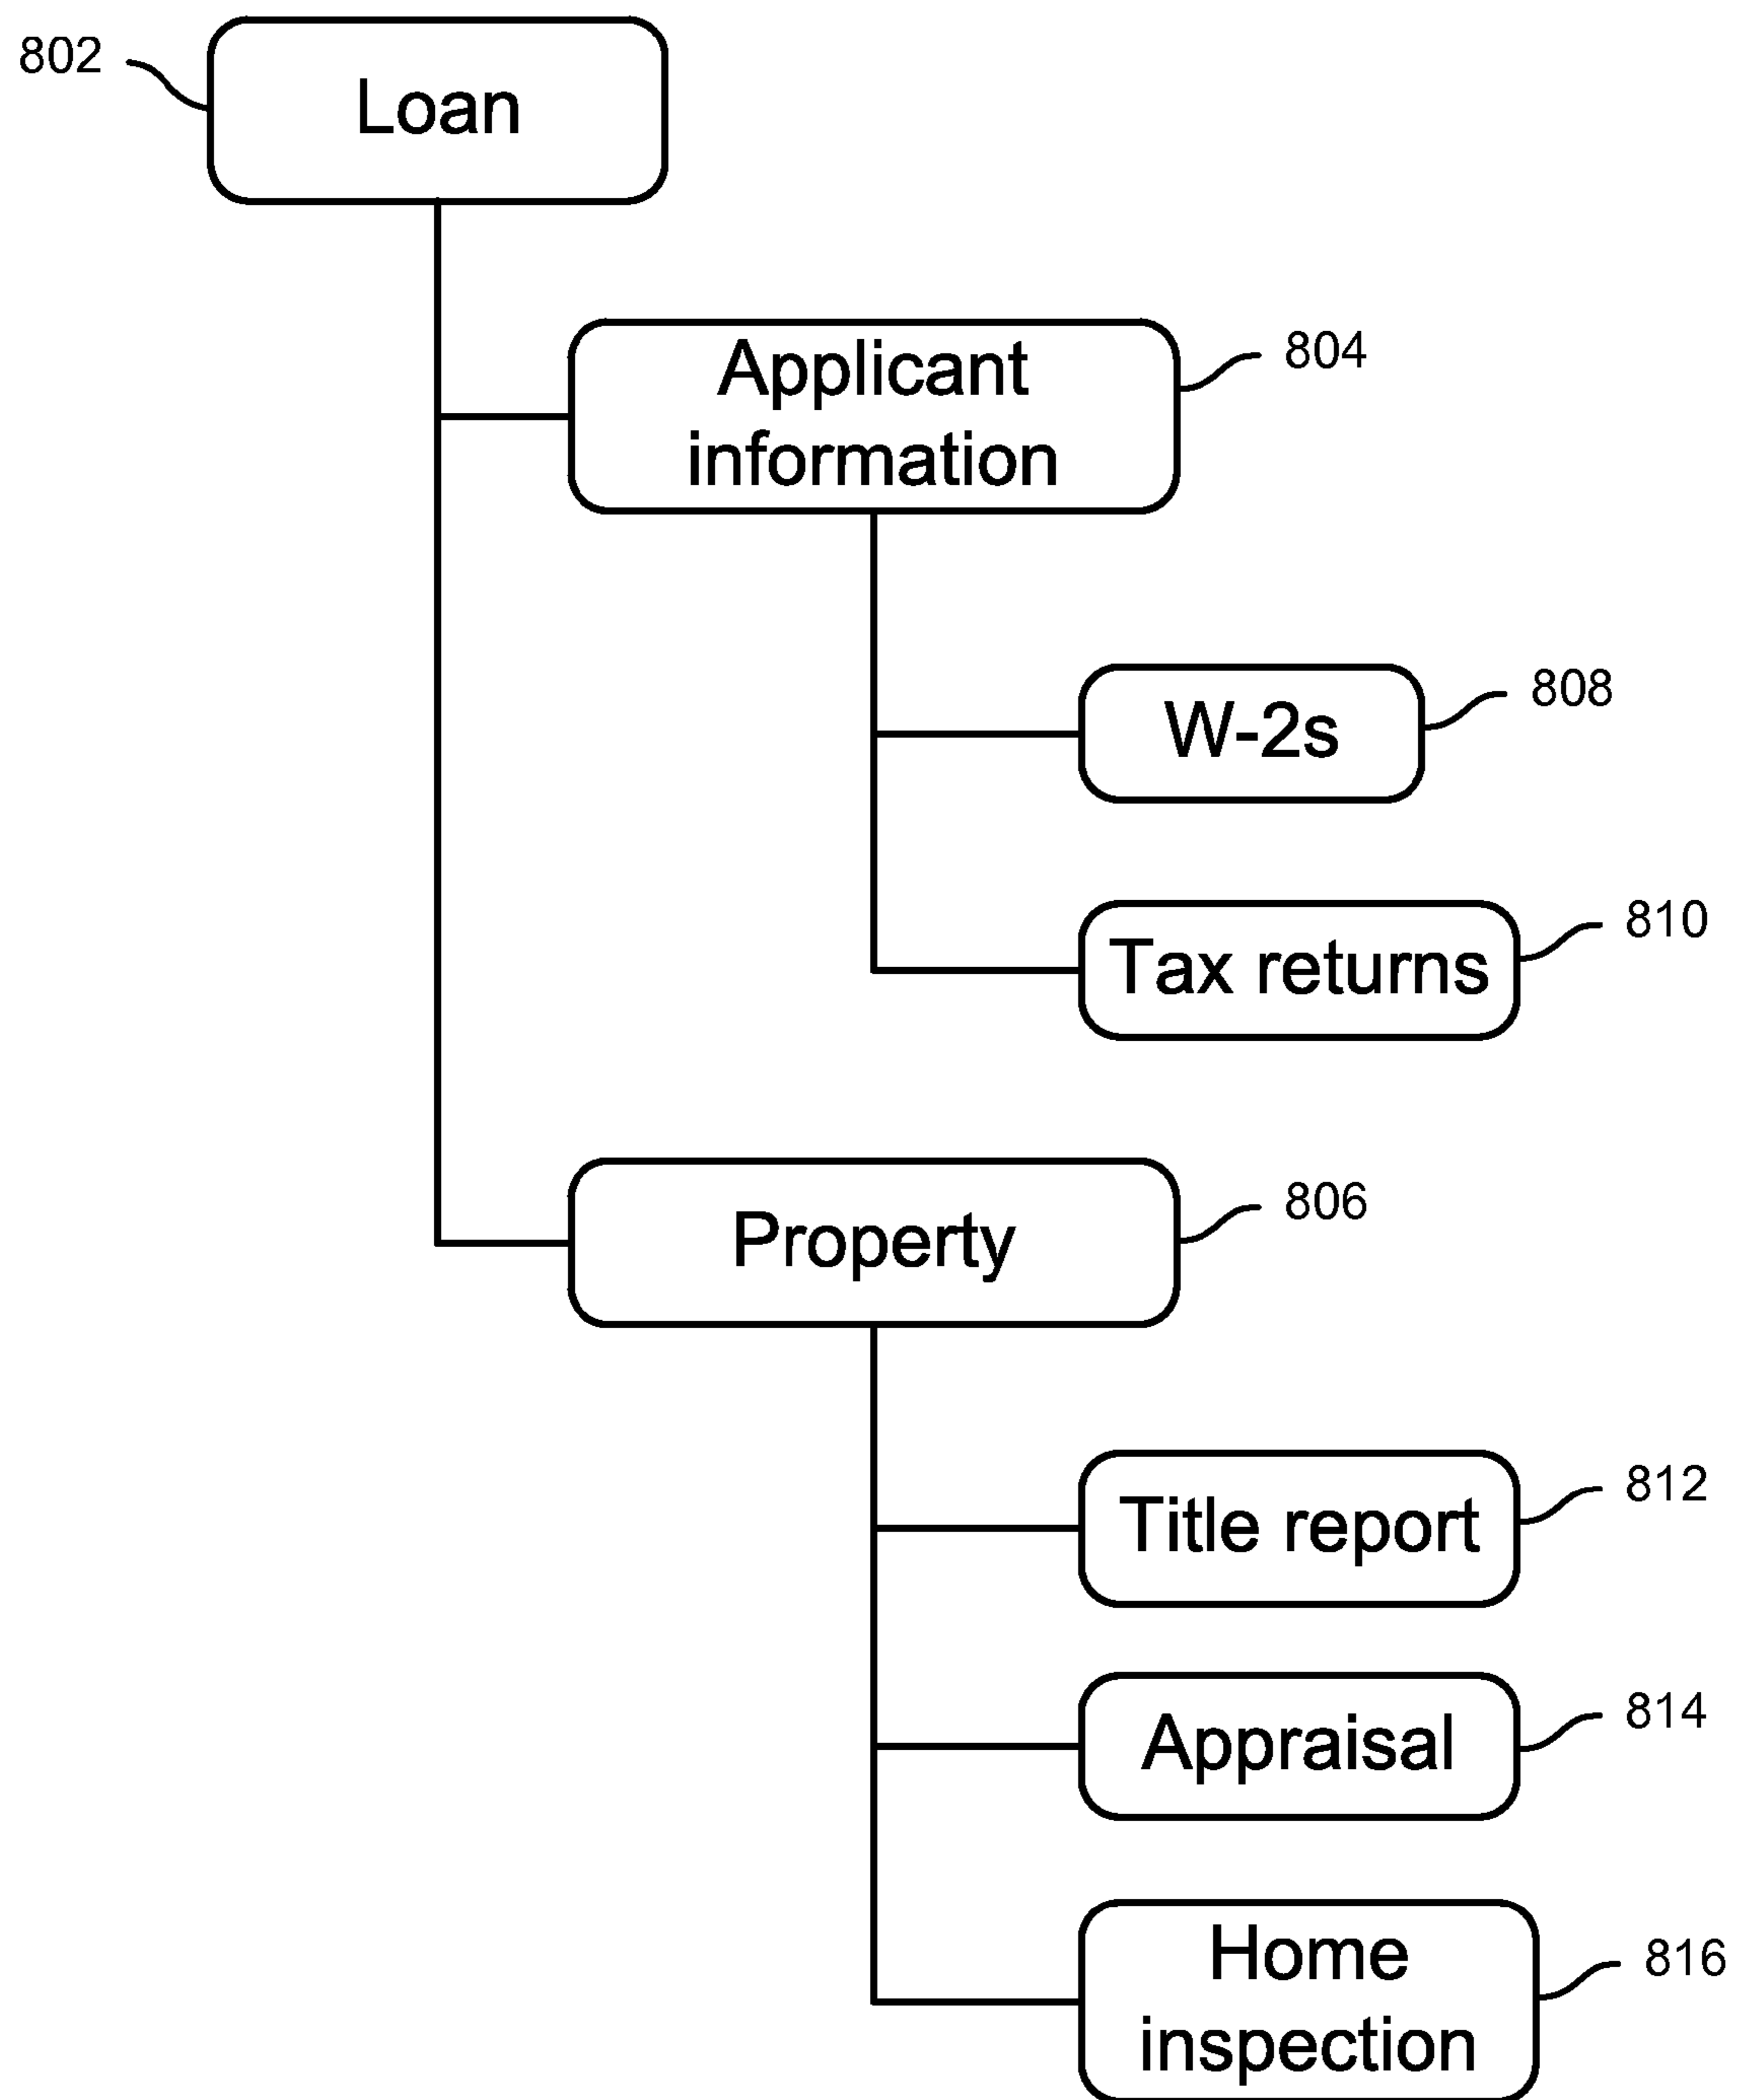 802
Loan
Applicant
information
804
W-2s
808
Tax returns
810
Property
806
Title report
812
Appraisal
814
Home
inspection
816